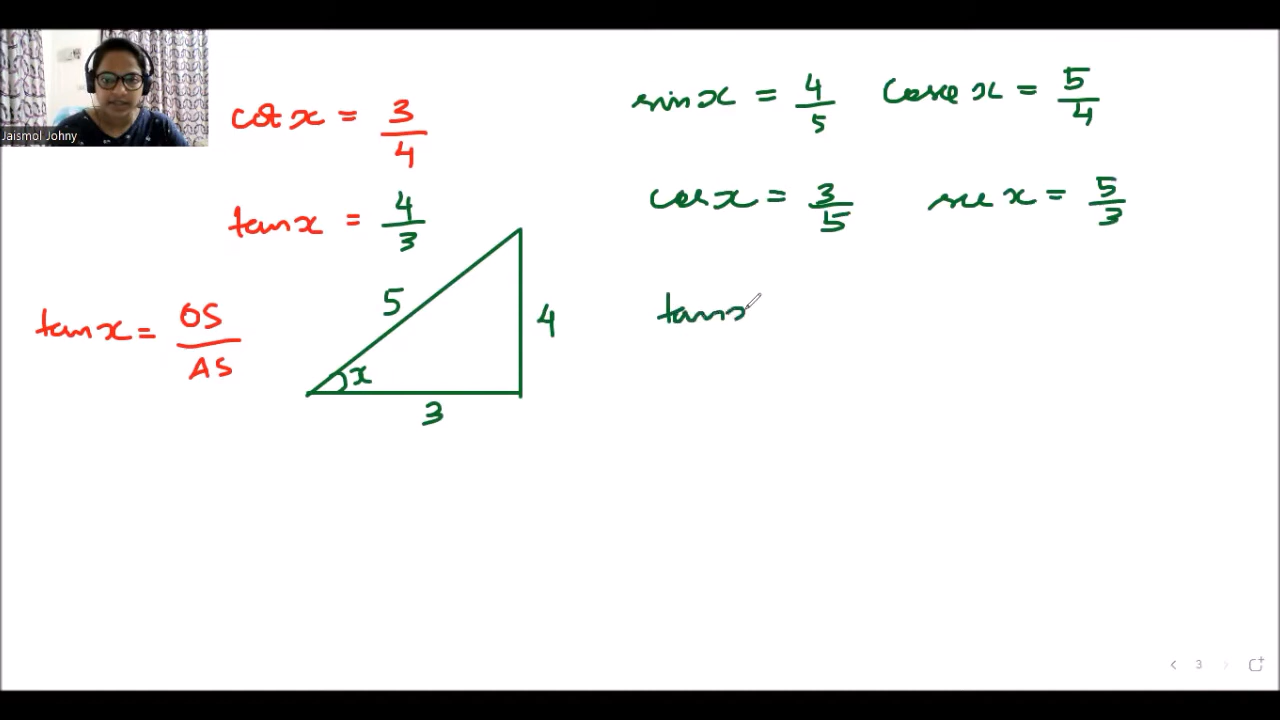 Jaismol Johny
cot x = 3/4
tan x = 4/3
tan x = OS/AS
5
4
x
3
sin x = 4/5 cosec x = 5/4
cos x = 3/5 sec x = 5/3
tan x
3